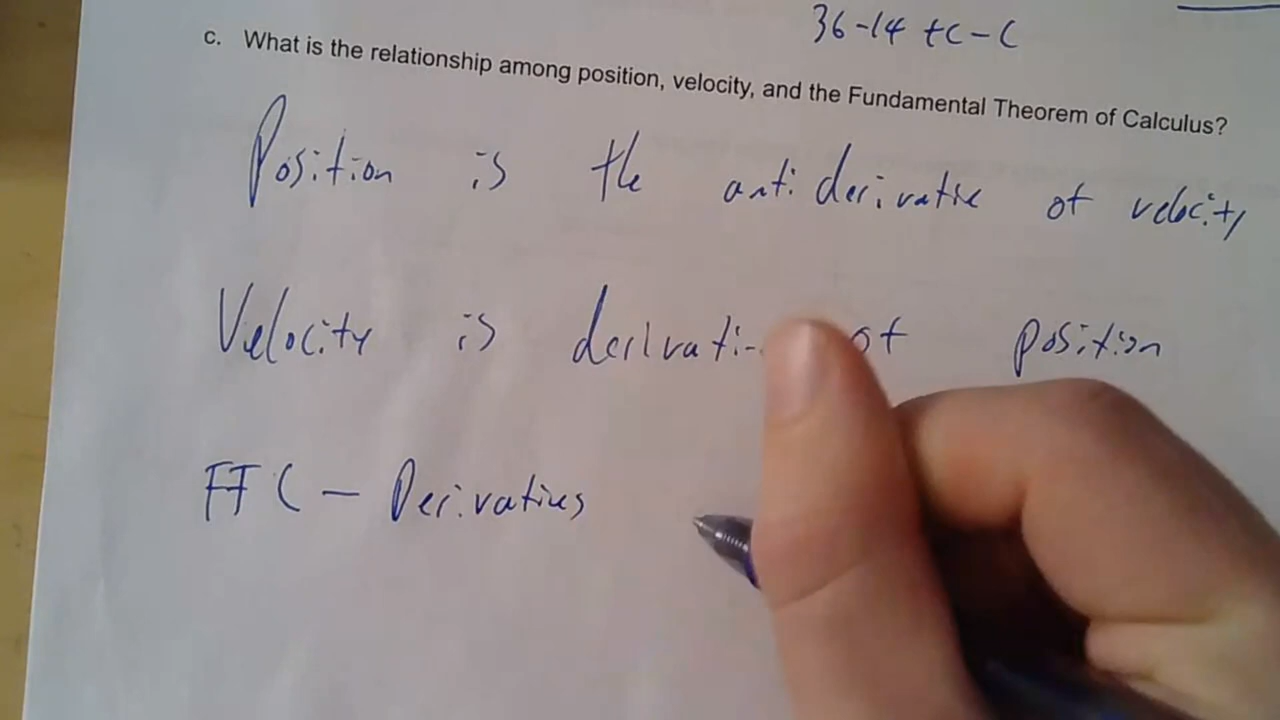 36-14 +C-C
c. What is the relationship among position, velocity, and the Fundamental Theorem of Calculus?
Position is the antiderivative of velocity
Velocity is derivative of position
FTC - Derivatives